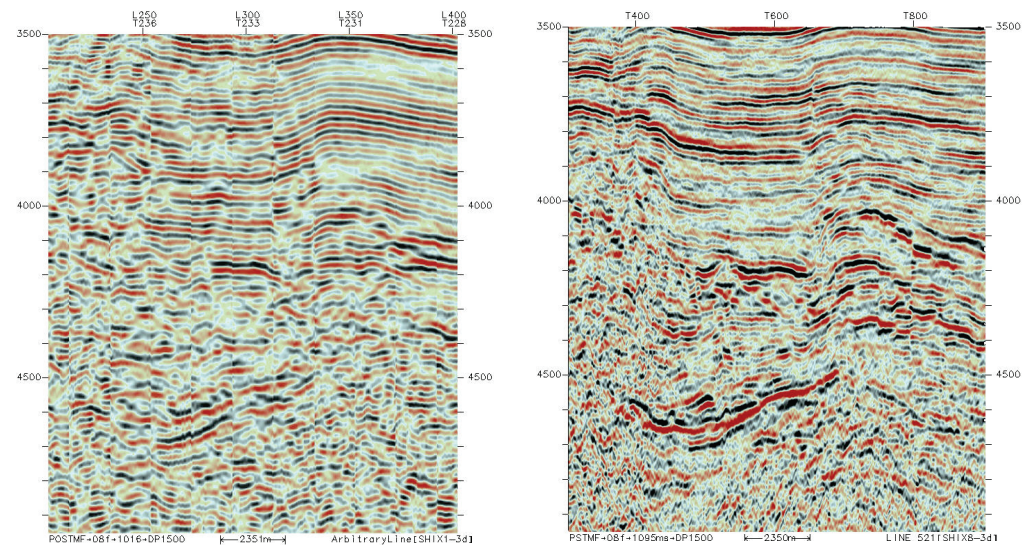 L250 L300 L350 L400
T236 T233 T231 T228
3500 3500
4000 4000
4500 4500
POSTMF→08f→1016→DP1500 2351m ArbitraryLine[SHIX1-3d]
T400 T600 T800
3500 3500
4000 4000
4500 4500
PSTMF→08f→1095ms→DP1500 2350m LINE 521[SHIX8-3d]